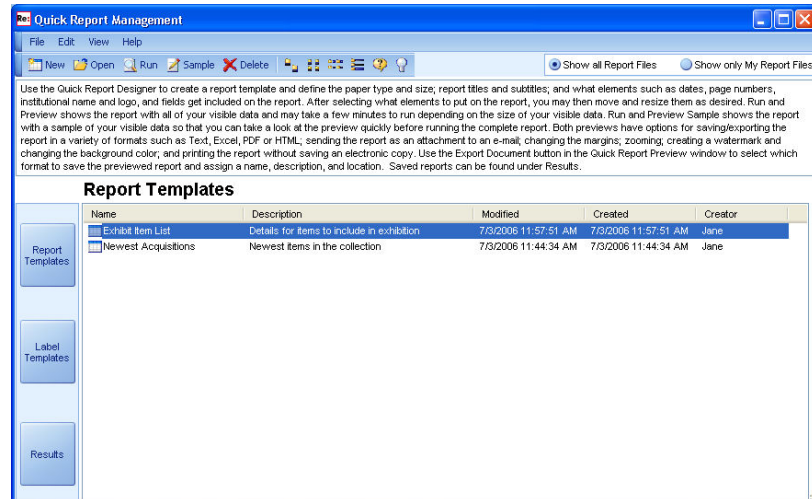 Re: Quick Report Management
File Edit View Help
New Open Run Sample Delete Show all Report Files Show only My Report Files
Use the Quick Report Designer to create a report template and define the paper type and size; report titles and subtitles; and what elements such as dates, page numbers,
institutional name and logo, and fields get included on the report. After selecting what elements to put on the report, you may then move and resize them as desired. Run and
Preview shows the report with all of your visible data and may take a few minutes to run depending on the size of your visible data. Run and Preview Sample shows the report
with a sample of your visible data so that you can take a look at the preview quickly before running the complete report. Both previews have options for saving/exporting the
report in a variety of formats such as Text, Excel, PDF or HTML; sending the report as an attachment to an e-mail; changing the margins; zooming; creating a watermark and
changing the background color; and printing the report without saving an electronic copy. Use the Export Document button in the Quick Report Preview window to select which
format to save the previewed report and assign a name, description, and location. Saved reports can be found under Results.
Report Templates
Name Description Modified Created Creator
Exhibit Item List Details for items to include in exhibition 7/3/2006 11:57:51 AM 7/3/2006 11:57:51 AM Jane
Newest Acquisitions Newest items in the collection 7/3/2006 11:44:34 AM 7/3/2006 11:44:34 AM Jane
Report
Templates
Label
Templates
Results